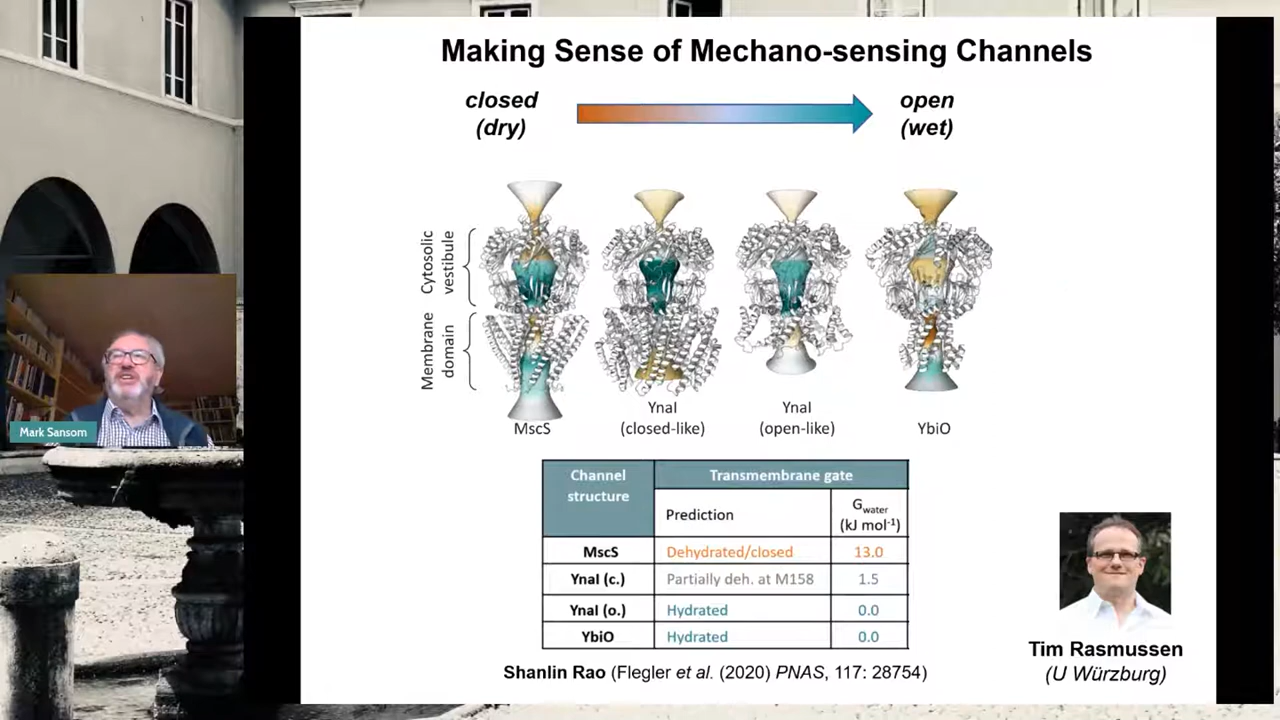 Making Sense of Mechano-sensing Channels
closed
(dry)
open
(wet)
Cytosolic
vestibule
Membrane
domain
MscS
YnaI
(closed-like)
YnaI
(open-like)
YbiO
Channel
structure
Transmembrane gate
Prediction
Gwater
(kJ mol-1)
MscS Dehydrated/closed 13.0
YnaI (c.) Partially deh. at M158 1.5
YnaI (o.) Hydrated 0.0
YbiO Hydrated 0.0
Shanlin Rao (Flegler et al. (2020) PNAS, 117: 28754)
Tim Rasmussen
(U Würzburg)
Mark Sansom